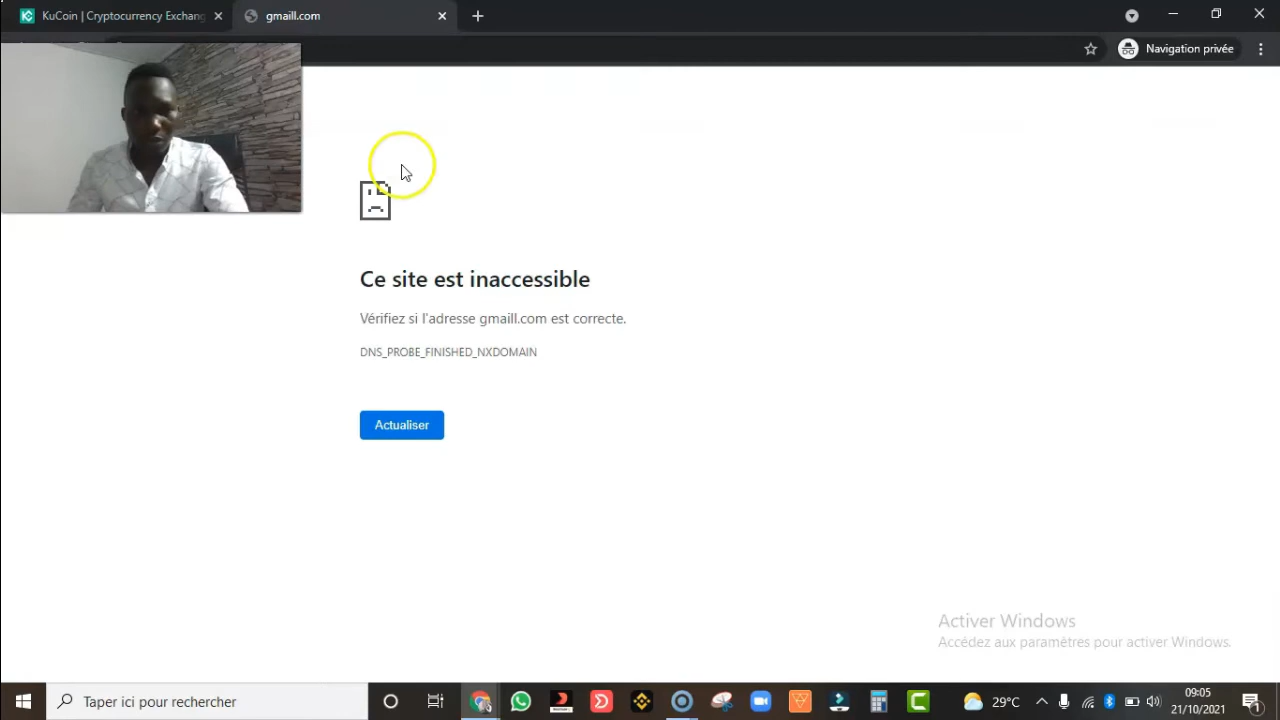 KuCoin | Cryptocurrency Exchang
gmaill.com
Navigation privée
Ce site est inaccessible
Vérifiez si l'adresse gmaill.com est correcte.
DNS_PROBE_FINISHED_NXDOMAIN
Actualiser
Activer Windows
Accédez aux paramètres pour activer Windows.
Taper ici pour rechercher
29°C
09:05
21/10/2021
1